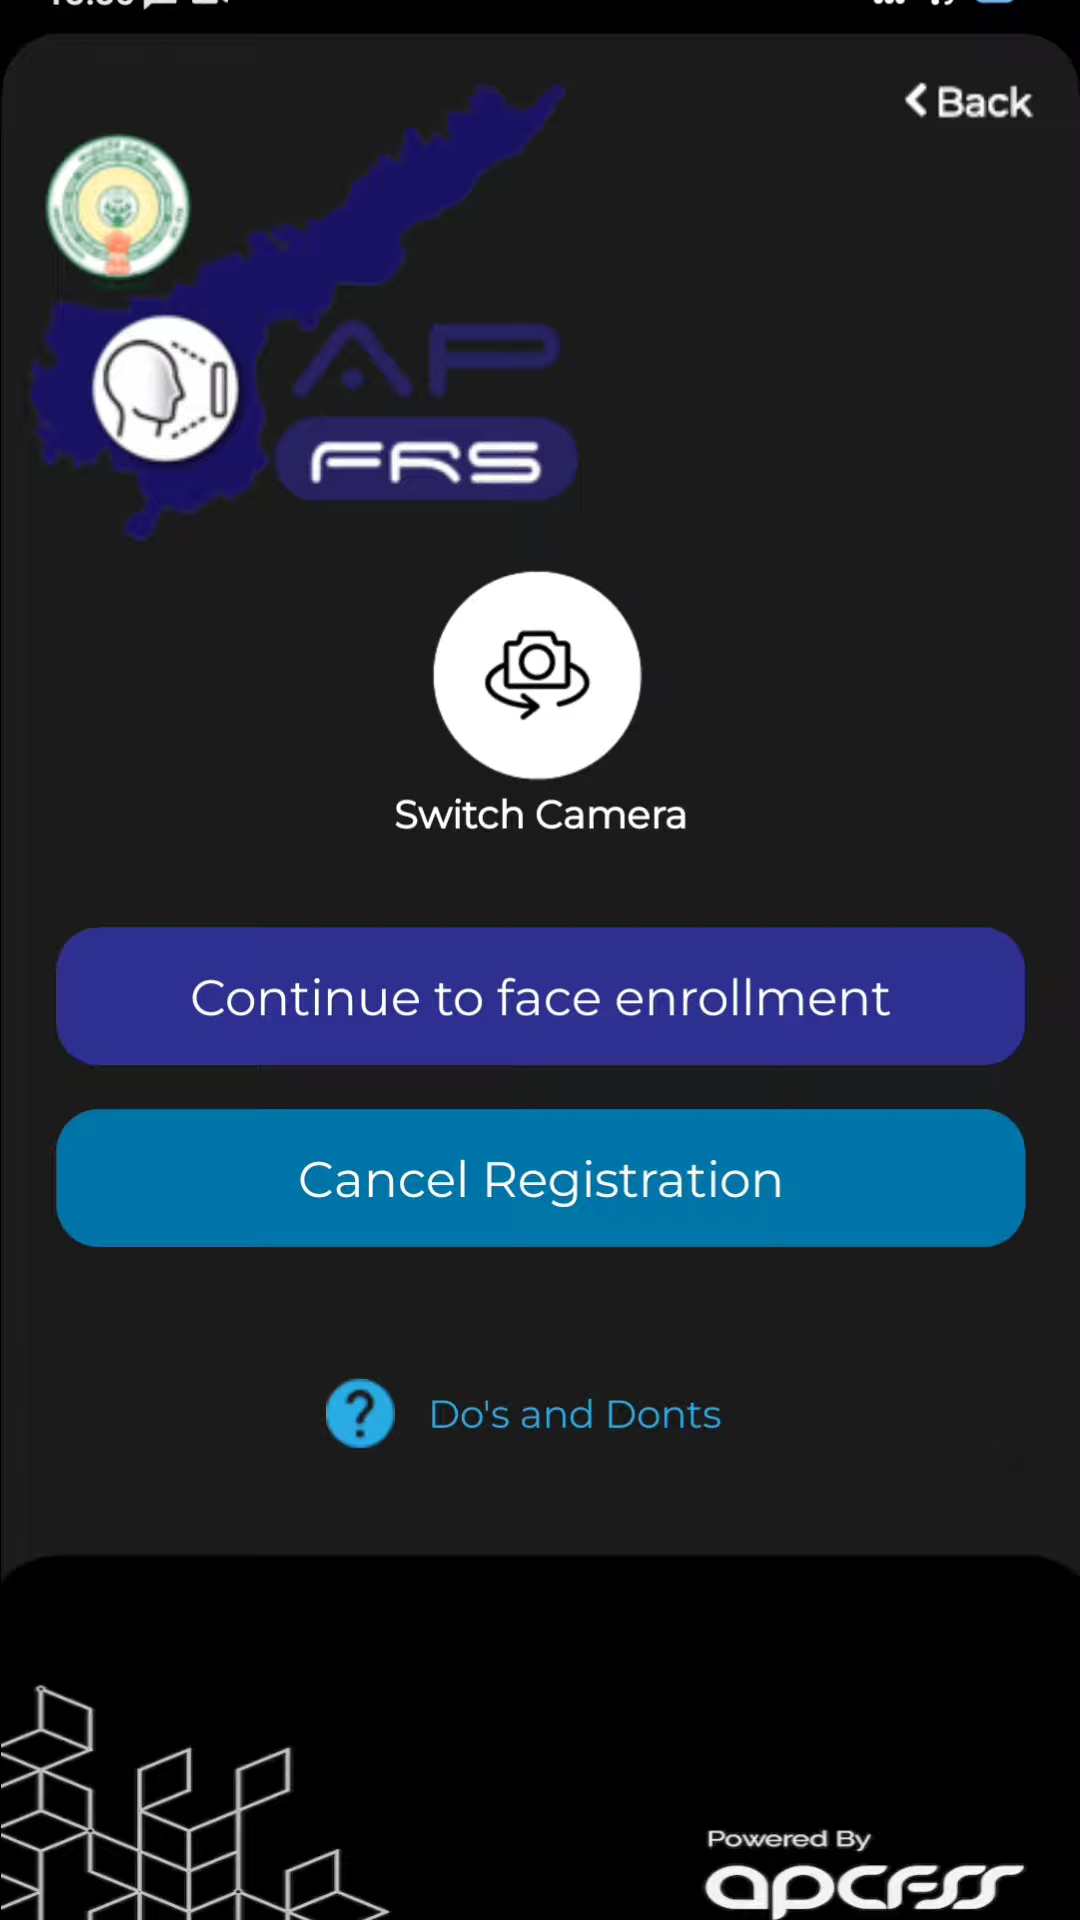 Back
AP
FRS
Switch Camera
Continue to face enrollment
Cancel Registration
? Do's and Donts
Powered By
apcfss